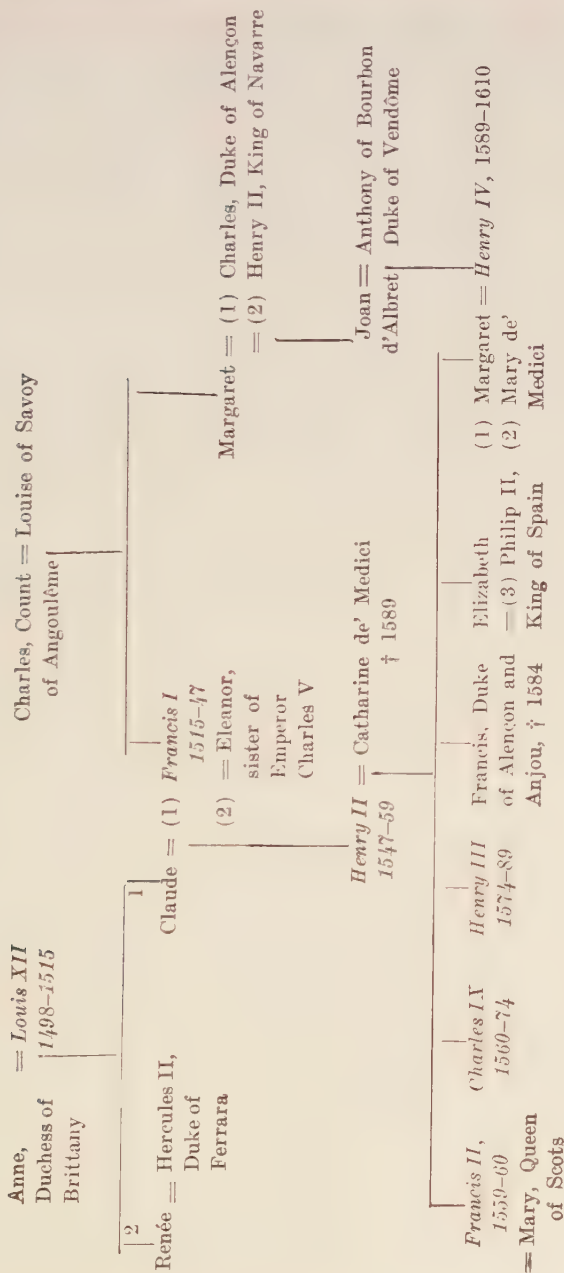 Anne, = Louis XII
Duchess of 1498–1515
Brittany
Charles, Count = Louise of Savoy
of Angoulême
2
1
Renée = Hercules II,
Duke of
Ferrara
Claude = (1) Francis I
1515–47
(2) = Eleanor,
sister of
Emperor
Charles V
Margaret = (1) Charles, Duke of Alençon
= (2) Henry II, King of Navarre
Henry II = Catharine de' Medici
1547–59 † 1589
Joan = Anthony of Bourbon
d'Albret Duke of Vendôme
Francis II,
1559–60
= Mary, Queen
of Scots
Charles IX
1560–74
Henry III
1574–89
Francis, Duke
of Alençon and
Anjou, † 1584
Elizabeth
=(3) Philip II,
King of Spain
(1) Margaret = Henry IV, 1589–1610
(2) Mary de'
Medici